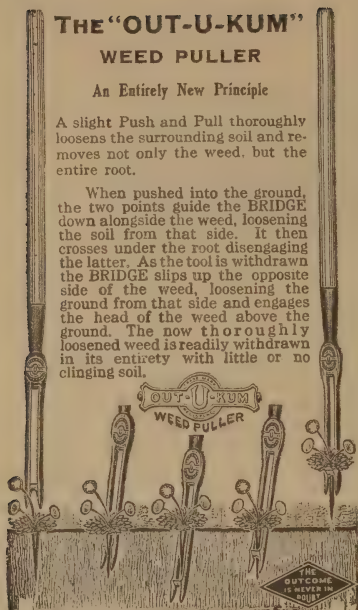 THE "OUT-U-KUM"
WEED PULLER
An Entirely New Principle
A slight Push and Pull thoroughly
loosens the surrounding soil and re-
moves not only the weed, but the
entire root.
When pushed into the ground,
the two points guide the BRIDGE
down alongside the weed, loosening
the soil from that side. It then
crosses under the root disengaging
the latter. As the tool is withdrawn
the BRIDGE slips up the opposite
side of the weed, loosening the
ground from that side and engages
the head of the weed above the
ground. The now thoroughly
loosened weed is readily withdrawn
in its entirety with little or no
clinging soil.
OUT-U-KUM
WEED PULLER
THE
OUTCOME
IS NEVER IN
DOUBT